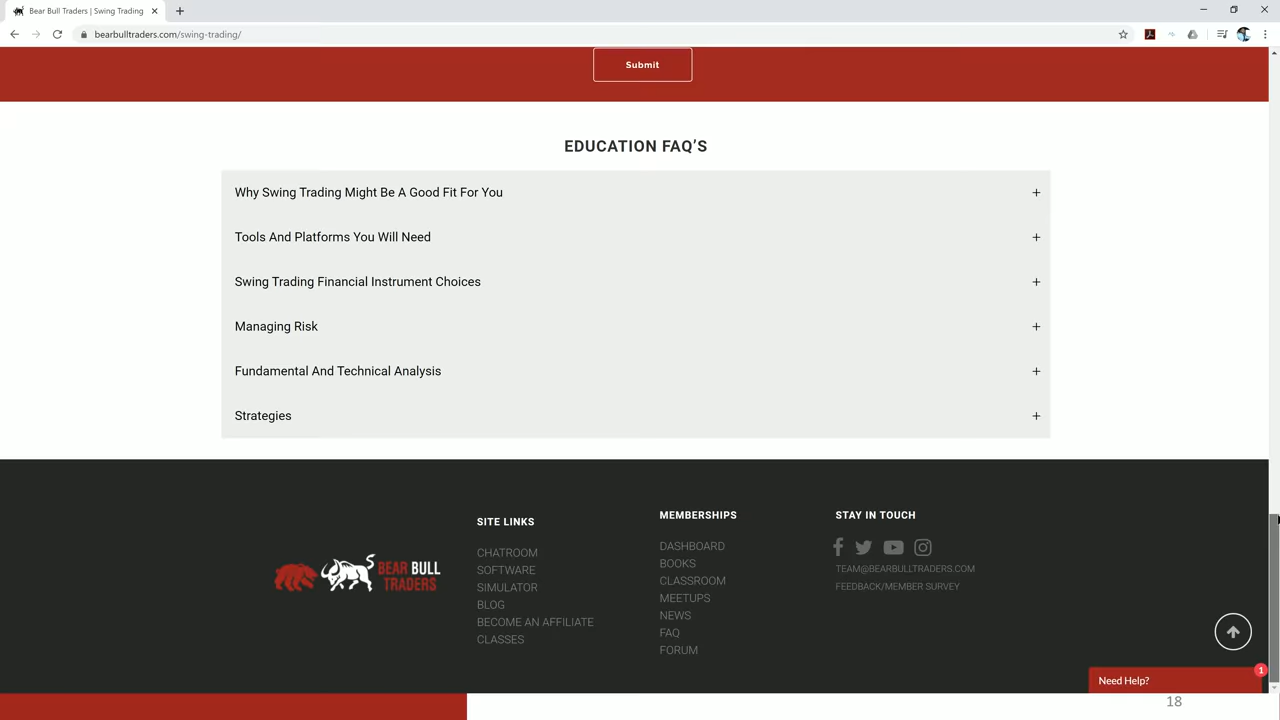 Bear Bull Traders | Swing Trading
bearbulltraders.com/swing-trading/
Submit
EDUCATION FAQ'S
Why Swing Trading Might Be A Good Fit For You
Tools And Platforms You Will Need
Swing Trading Financial Instrument Choices
Managing Risk
Fundamental And Technical Analysis
Strategies
BEAR BULL
TRADERS
SITE LINKS
CHATROOM
SOFTWARE
SIMULATOR
BLOG
BECOME AN AFFILIATE
CLASSES
MEMBERSHIPS
DASHBOARD
BOOKS
CLASSROOM
MEETUPS
NEWS
FAQ
FORUM
STAY IN TOUCH
TEAM@BEARBULLTRADERS.COM
FEEDBACK/MEMBER SURVEY
Need Help?
1
18